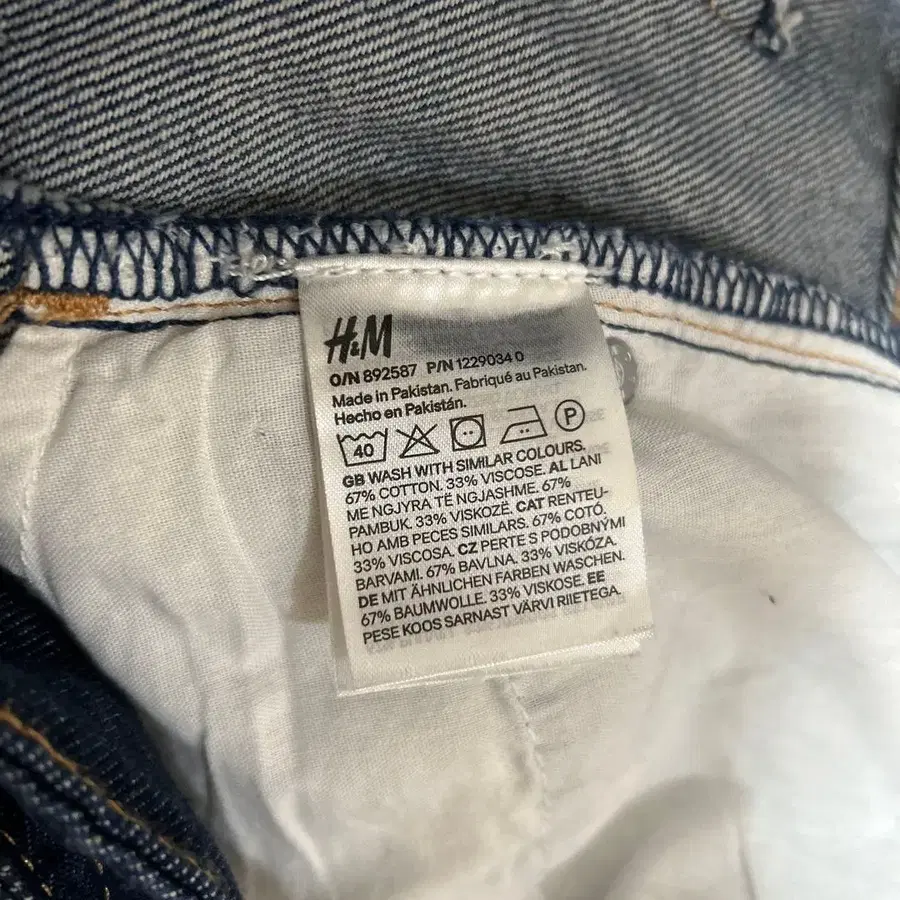 H&M
O/N 892587 P/N 1229034 0
Made in Pakistan. Fabriqué au Pakistan.
Hecho en Pakistán.
40 P
GB WASH WITH SIMILAR COLOURS.
67% COTTON. 33% VISCOSE. AL LANI
ME NGJYRA TË NGJASHME. 67%
PAMBUK. 33% VISKOZË. CAT RENTEU-
HO AMB PECES SIMILARS. 67% COTÓ.
33% VISCOSA. CZ PERTE S PODOBNÝMI
BARVAMI. 67% BAVLNA. 33% VISKÓZA.
DE MIT ÄHNLICHEN FARBEN WASCHEN.
67% BAUMWOLLE. 33% VISKOSE. EE
PESE KOOS SARNAST VÄRVI RIIETEGA.